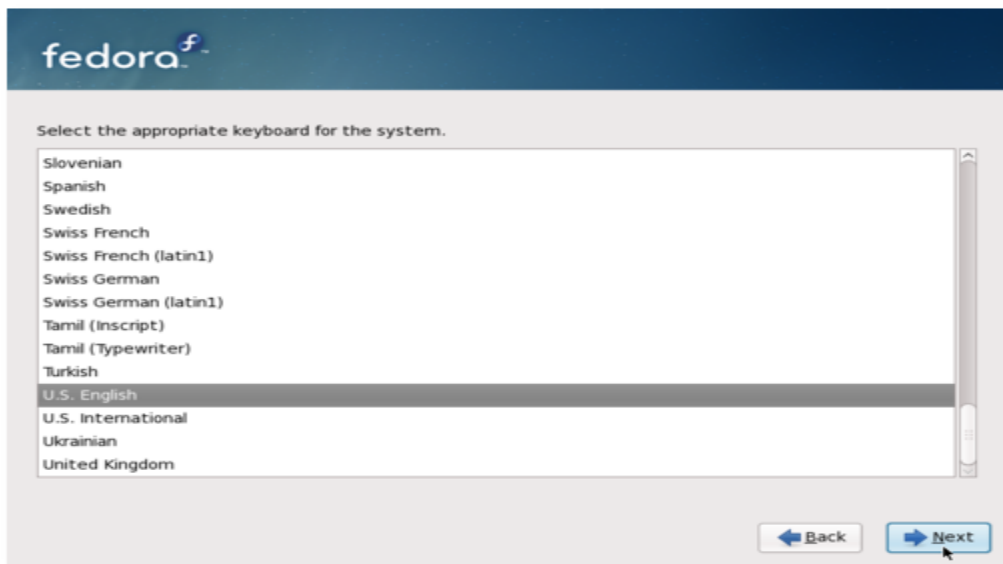 fedora
Select the appropriate keyboard for the system.
Slovenian
Spanish
Swedish
Swiss French
Swiss French (latin1)
Swiss German
Swiss German (latin1)
Tamil (Inscript)
Tamil (Typewriter)
Turkish
U.S. English
U.S. International
Ukrainian
United Kingdom
Back Next